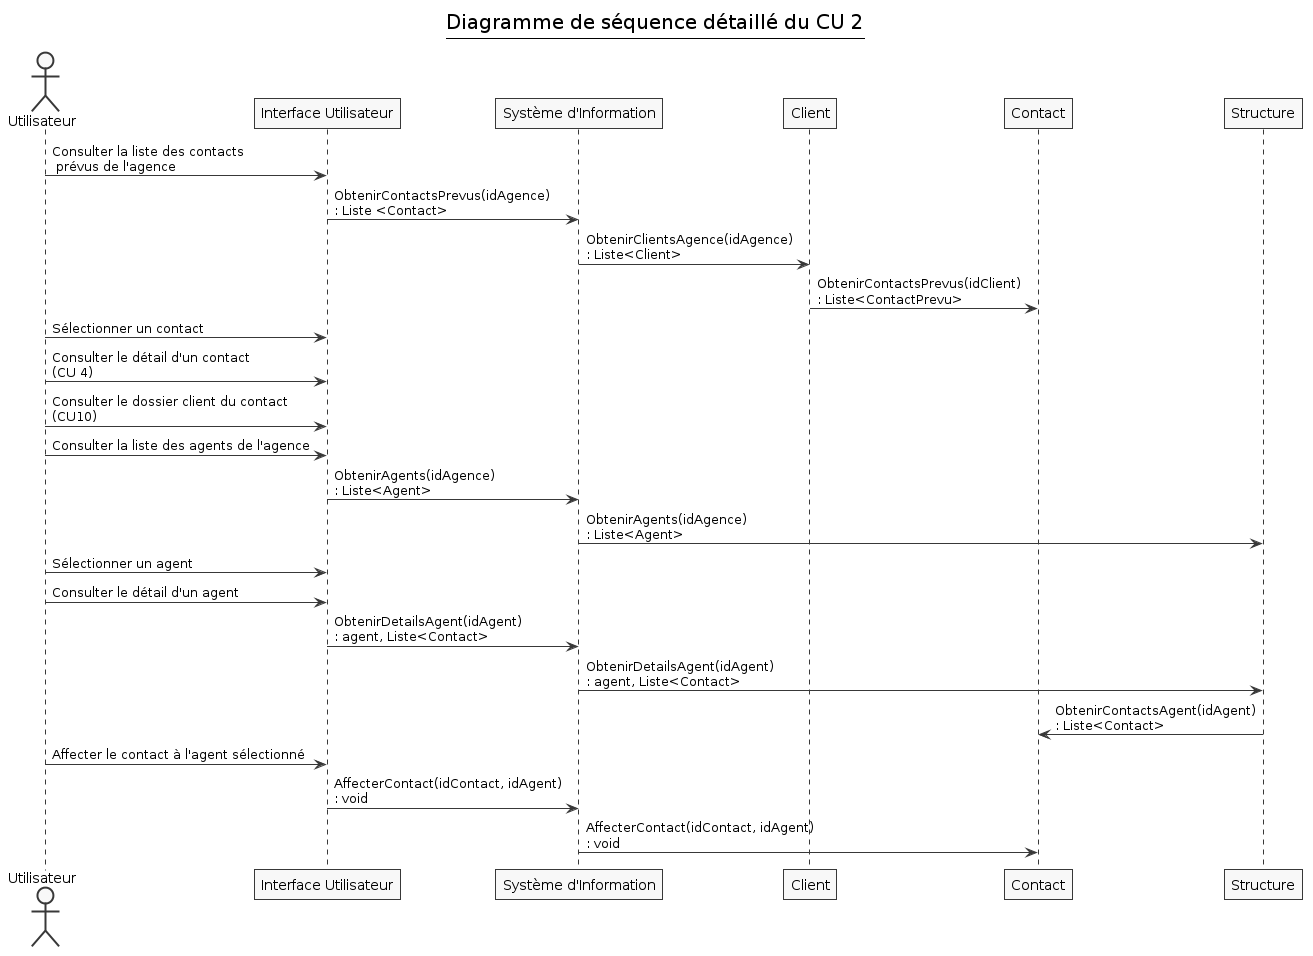 Diagramme de séquence détaillé du CU 2
Utilisateur
Interface Utilisateur
Système d'Information
Client
Contact
Structure
Consulter la liste des contacts
prévus de l'agence
ObtenirContactsPrevus(idAgence)
: Liste <Contact>
ObtenirClientsAgence(idAgence)
: Liste<Client>
ObtenirContactsPrevus(idClient)
: Liste<ContactPrevu>
Sélectionner un contact
Consulter le détail d'un contact
(CU 4)
Consulter le dossier client du contact
(CU10)
Consulter la liste des agents de l'agence
ObtenirAgents(idAgence)
: Liste<Agent>
ObtenirAgents(idAgence)
: Liste<Agent>
Sélectionner un agent
Consulter le détail d'un agent
ObtenirDetailsAgent(idAgent)
: agent, Liste<Contact>
ObtenirDetailsAgent(idAgent)
: agent, Liste<Contact>
ObtenirContactsAgent(idAgent)
: Liste<Contact>
Affecter le contact à l'agent sélectionné
AffecterContact(idContact, idAgent)
: void
AffecterContact(idContact, idAgent)
: void
Utilisateur
Interface Utilisateur
Système d'Information
Client
Contact
Structure